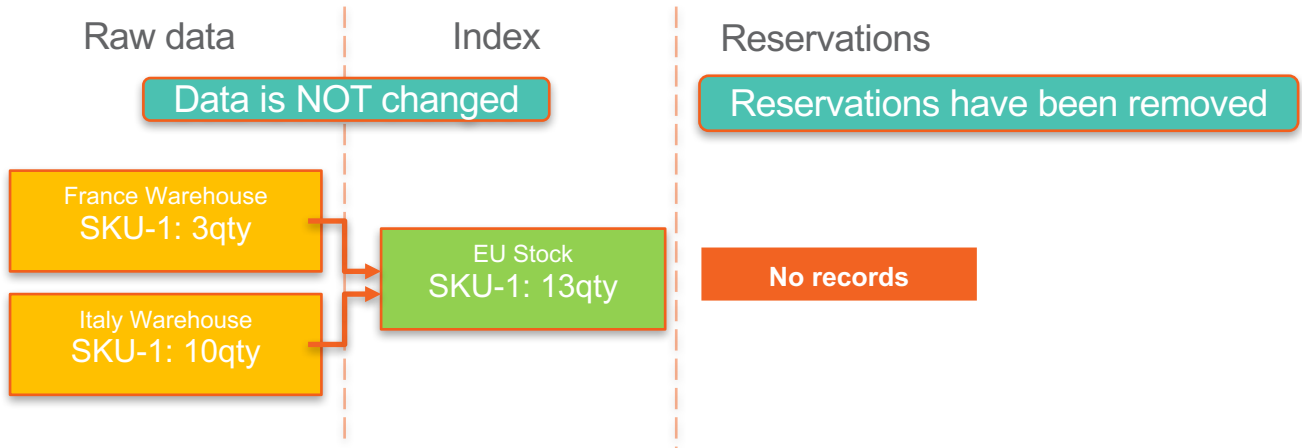 Raw data
Index
Reservations
Data is NOT changed
Reservations have been removed
France Warehouse
SKU-1: 3qty
EU Stock
SKU-1: 13qty
No records
Italy Warehouse
SKU-1: 10qty